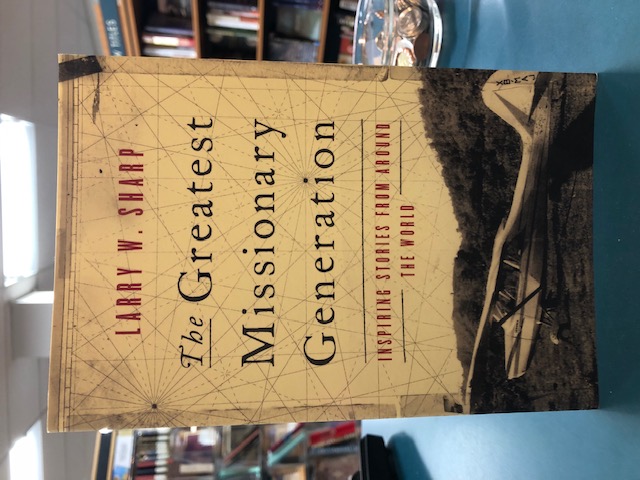 LARRY W. SHARP
The Greatest
Missionary
Generation
INSPIRING STORIES FROM AROUND
THE WORLD